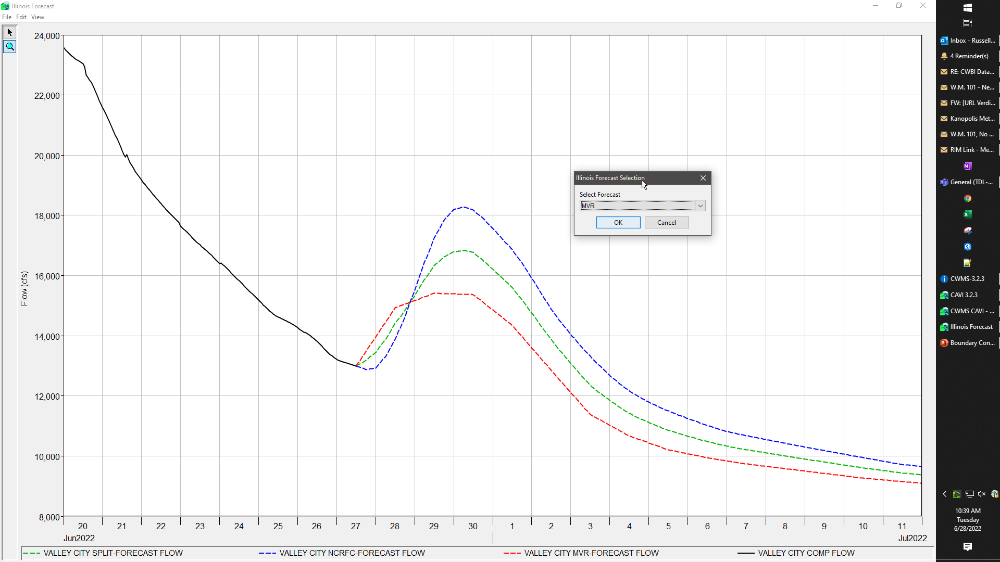 Illinois Forecast
File Edit View
24,000
22,000
20,000
18,000
16,000
14,000
12,000
10,000
8,000
Flow (cfs)
20 21 22 23 24 25 26 27 28 29 30 1 2 3 4 5 6 7 8 9 10 11
Jun2022 Jul2022
VALLEY CITY SPLIT-FORECAST FLOW VALLEY CITY NCRFC-FORECAST FLOW VALLEY CITY MVR-FORECAST FLOW VALLEY CITY COMP FLOW
Illinois Forecast Selection
Select Forecast
MVR
OK Cancel
Inbox - Russell...
4 Reminder(s)
RE: CWBI Data...
W.M. 101 - Ne...
FW: [URL Verdi...
Kanopolis Met...
W.M. 101, No ...
RIM Link - Me...
General (TDL-...
CWMS-3.2.3
CAVI 3.2.3
CWMS CAVI - ...
Illinois Forecast
Boundary Con...
10:39 AM
Tuesday
6/28/2022